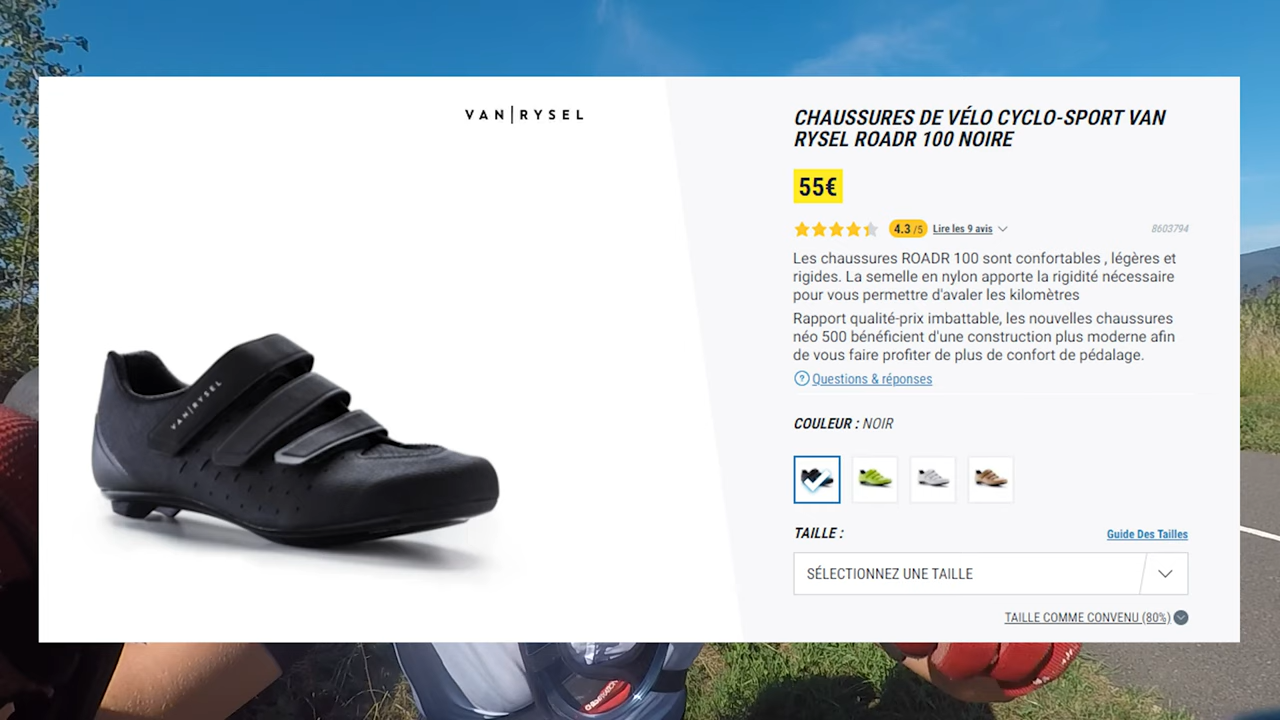 VAN|RYSEL
CHAUSSURES DE VÉLO CYCLO-SPORT VAN
RYSEL ROADR 100 NOIRE
55€
4.3 /5 Lire les 9 avis
8603794
Les chaussures ROADR 100 sont confortables , légères et
rigides. La semelle en nylon apporte la rigidité nécessaire
pour vous permettre d'avaler les kilomètres
Rapport qualité-prix imbattable, les nouvelles chaussures
néo 500 bénéficient d'une construction plus moderne afin
de vous faire profiter de plus de confort de pédalage.
? Questions & réponses
COULEUR : NOIR
TAILLE :
Guide Des Tailles
SÉLECTIONNEZ UNE TAILLE
TAILLE COMME CONVENU (80%)
VAN|RYSEL